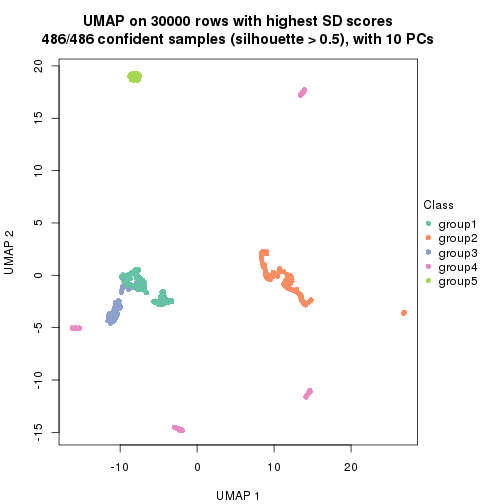 UMAP on 30000 rows with highest SD scores
486/486 confident samples (silhouette > 0.5), with 10 PCs
20
15
10
5
0
-5
-10
-15
UMAP 2
-10
0
10
20
UMAP 1
Class
group1
group2
group3
group4
group5